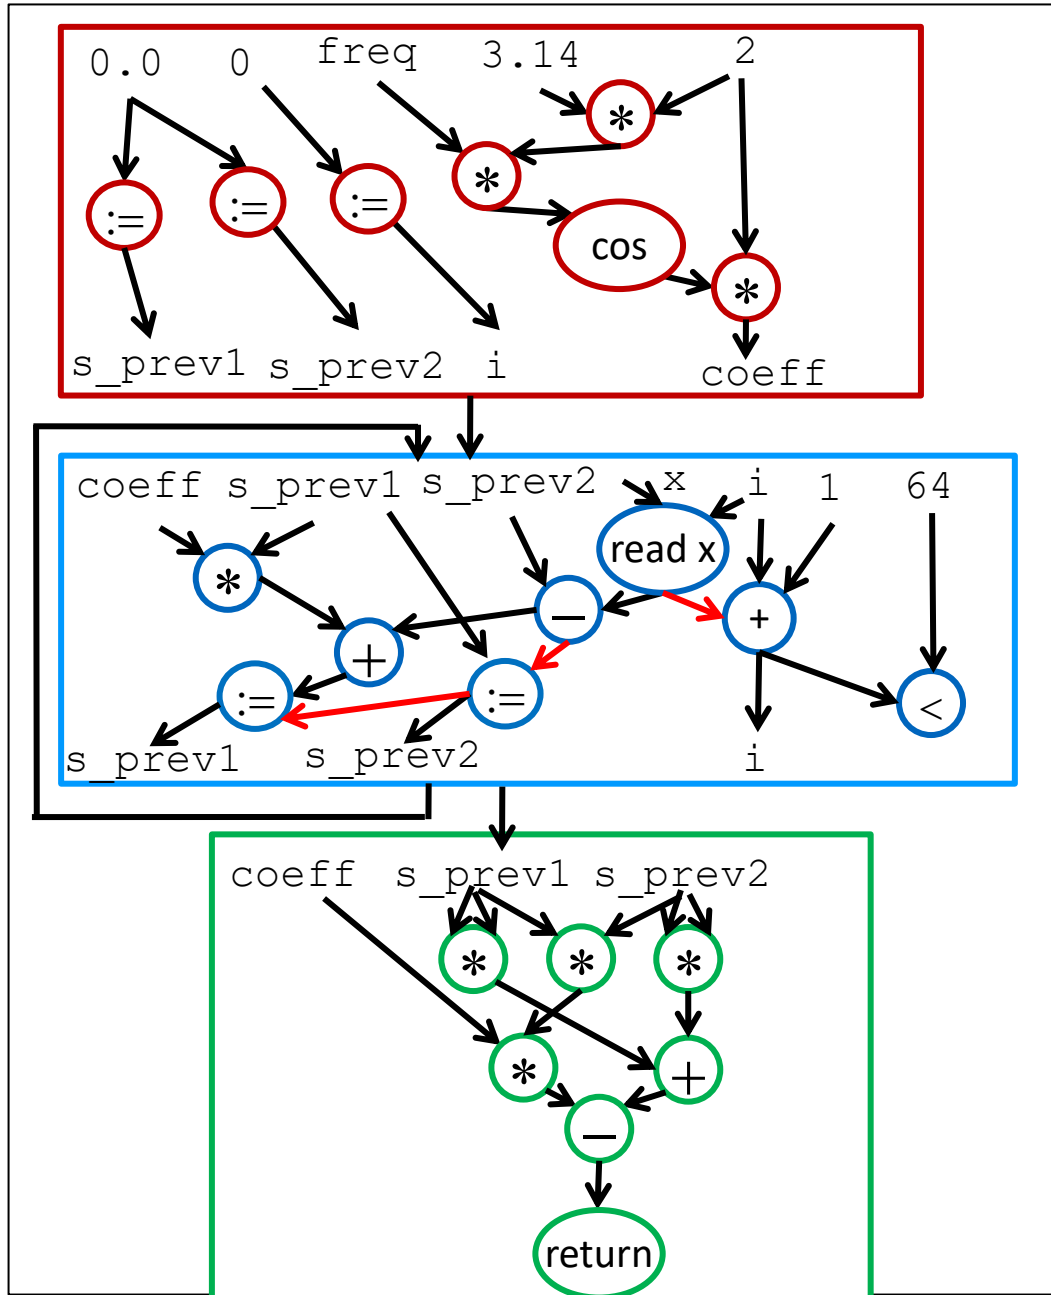 0.0 0 freq 3.14 2
*
*
:= := :=
cos
*
s_prev1 s_prev2 i coeff
coeff s_prev1 s_prev2 x i 1 64
read x
*
— +
+
:= := <
s_prev1 s_prev2 i
coeff s_prev1 s_prev2
* * *
* +
—
return